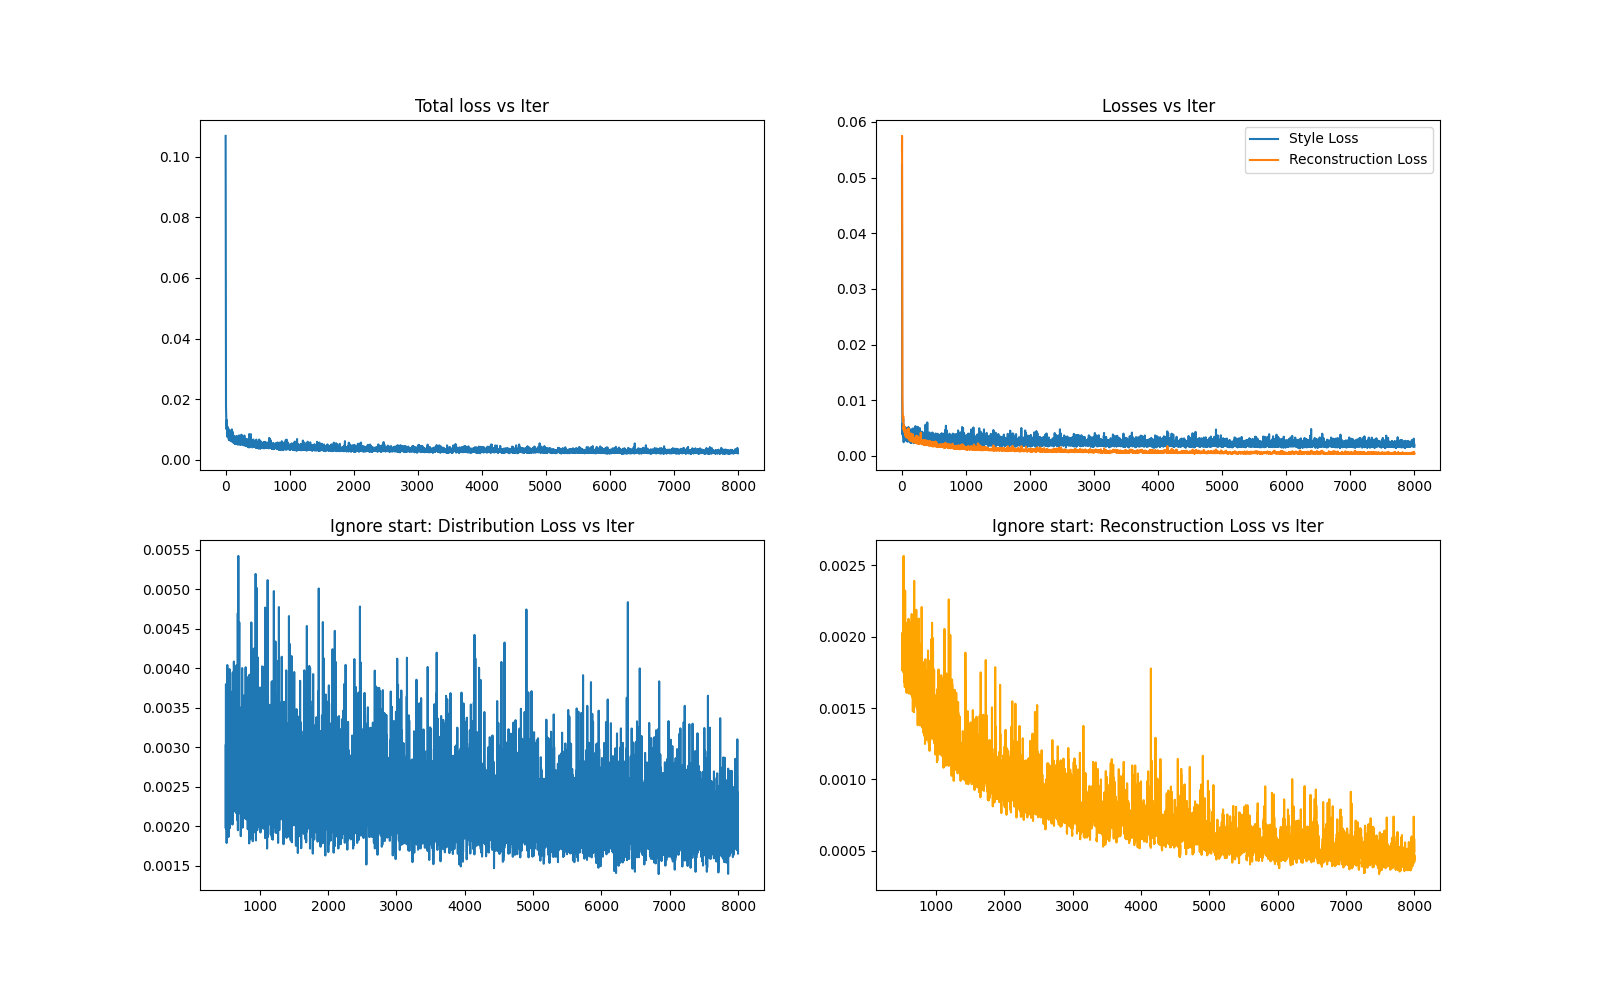 Total loss vs Iter
0.10
0.08
0.06
0.04
0.02
0.00
0 1000 2000 3000 4000 5000 6000 7000 8000
Losses vs Iter
0.06
0.05
0.04
0.03
0.02
0.01
0.00
Style Loss
Reconstruction Loss
0 1000 2000 3000 4000 5000 6000 7000 8000
Ignore start: Distribution Loss vs Iter
0.0055
0.0050
0.0045
0.0040
0.0035
0.0030
0.0025
0.0020
0.0015
1000 2000 3000 4000 5000 6000 7000 8000
Ignore start: Reconstruction Loss vs Iter
0.0025
0.0020
0.0015
0.0010
0.0005
1000 2000 3000 4000 5000 6000 7000 8000